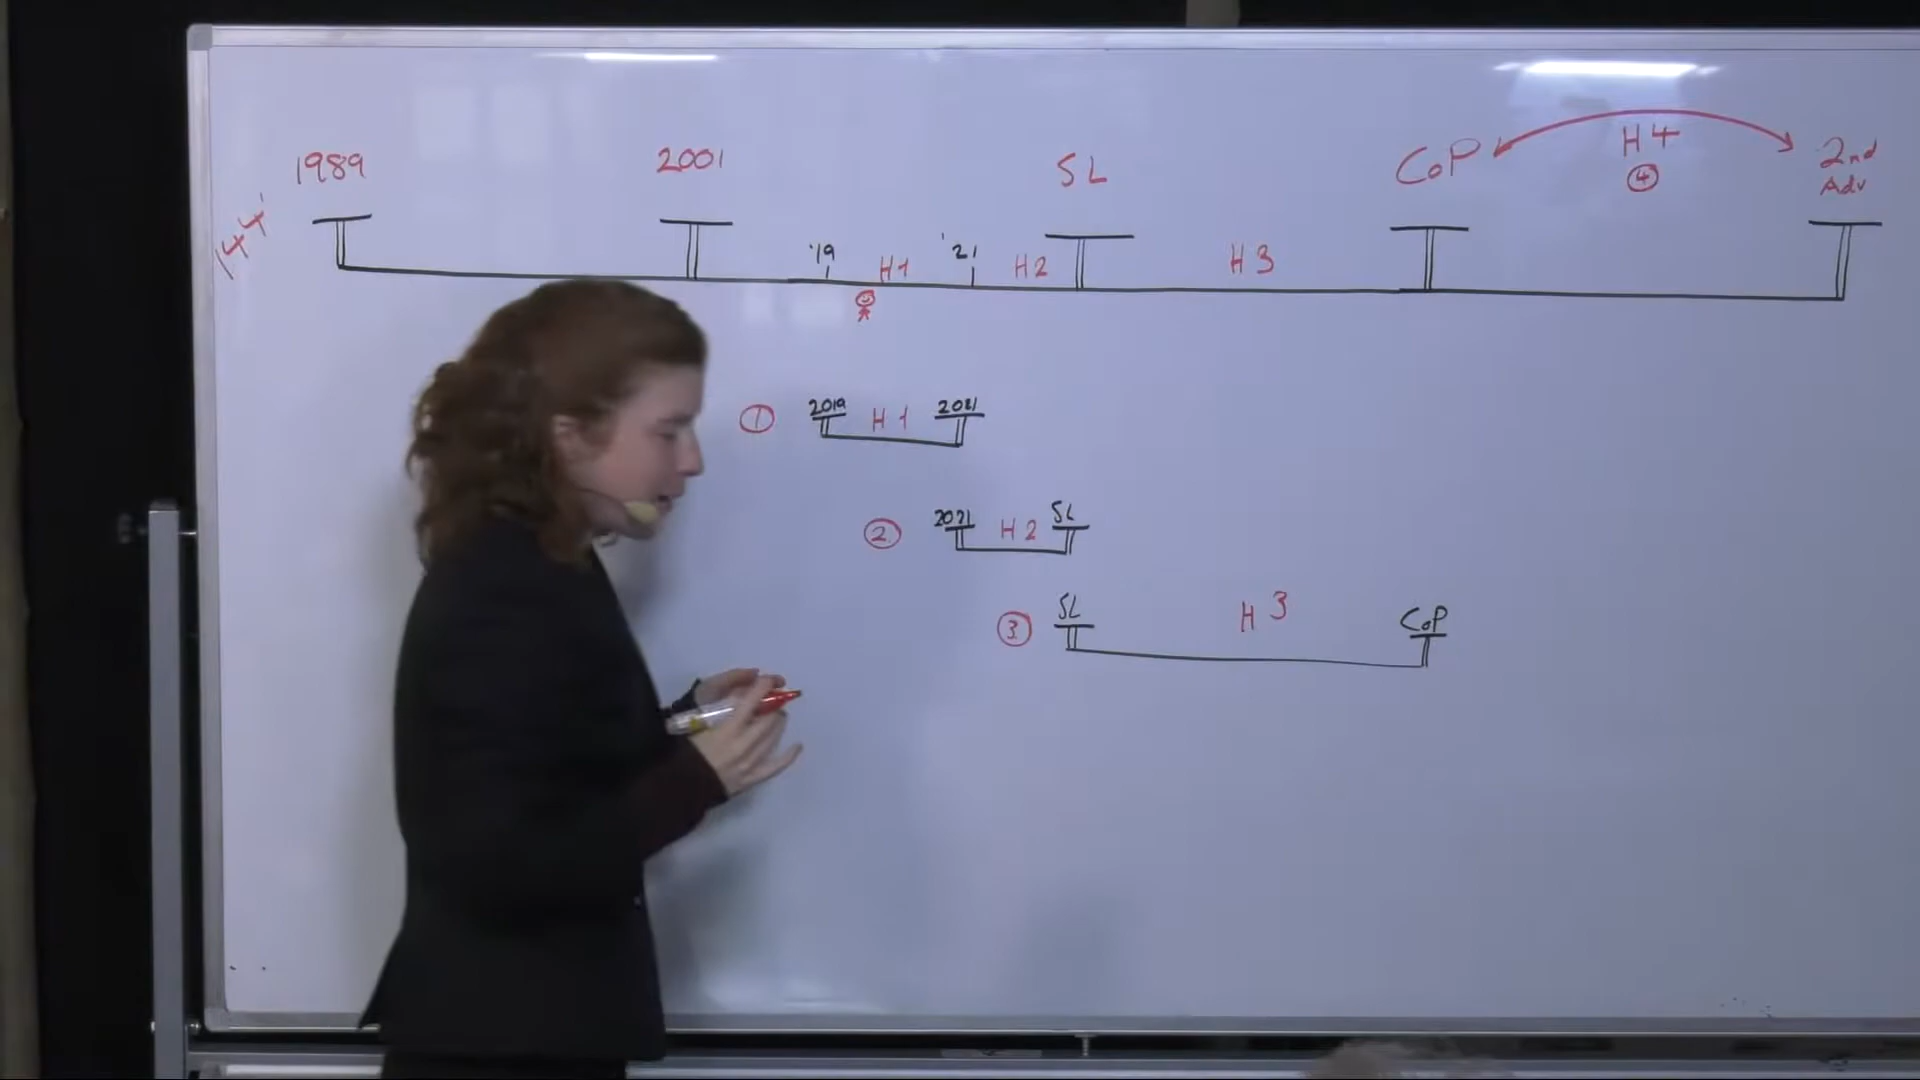 144'
1989
2001
SL
CoP
H4
④
2nd
Adv
'19
H1
'21
H2
H3
① 2019 H1 2021
② 2021 H2 SL
③ SL H3 CoP